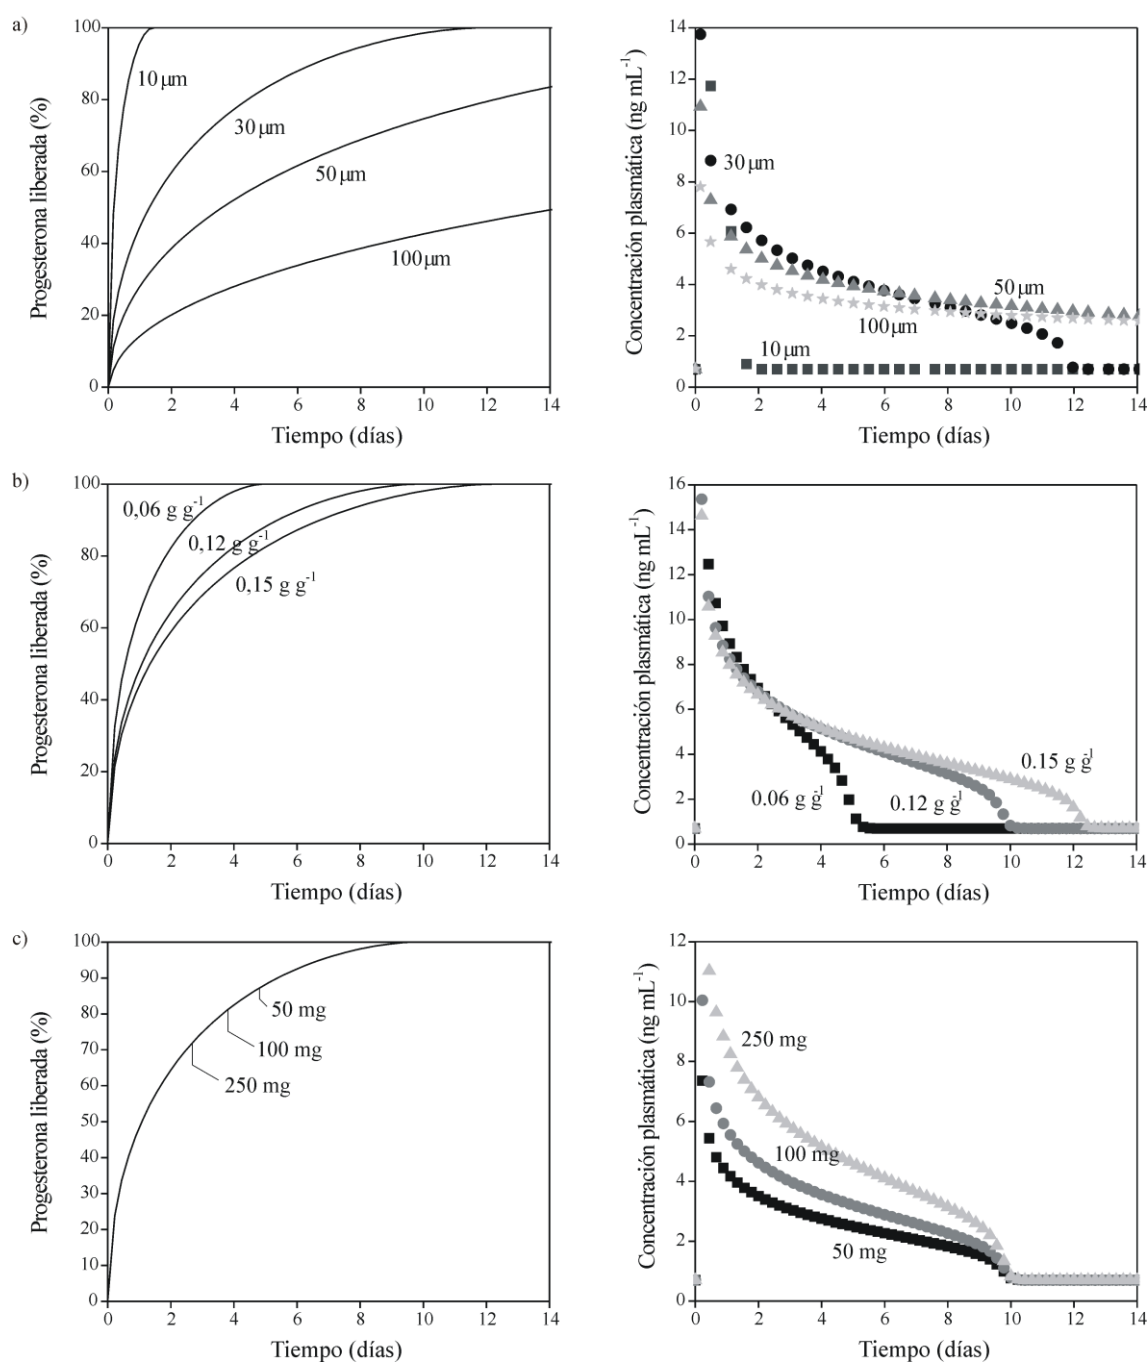 a)
Progesterona liberada (%)
100
80
60
40
20
0
10 µm
30 µm
50 µm
100 µm
0 2 4 6 8 10 12 14
Tiempo (días)
Concentración plasmática (ng mL⁻¹)
14
12
10
8
6
4
2
0
30 µm
50 µm
100 µm
10 µm
0 2 4 6 8 10 12 14
Tiempo (días)
b)
Progesterona liberada (%)
100
80
60
40
20
0
0,06 g g⁻¹
0,12 g g⁻¹
0,15 g g⁻¹
0 2 4 6 8 10 12 14
Tiempo (días)
Concentración plasmática (ng mL⁻¹)
16
14
12
10
8
6
4
2
0
0.15 g g⁻¹
0.06 g g⁻¹
0.12 g g⁻¹
0 2 4 6 8 10 12 14
Tiempo (días)
c)
Progesterona liberada (%)
100
90
80
70
60
50
40
30
20
10
0
50 mg
100 mg
250 mg
0 2 4 6 8 10 12 14
Tiempo (días)
Concentración plasmática (ng mL⁻¹)
12
10
8
6
4
2
0
250 mg
100 mg
50 mg
0 2 4 6 8 10 12 14
Tiempo (días)